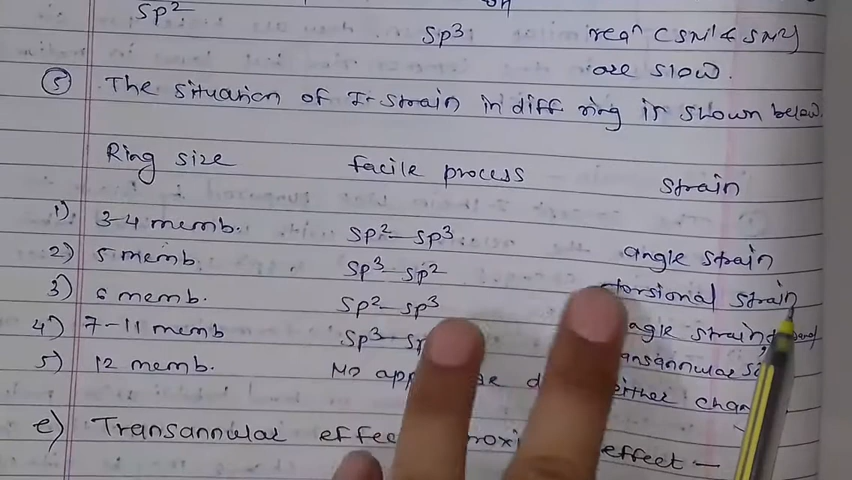 sp2
sp3 reaⁿ (SN1 & SN2)
are slow.
(5) The situation of I-strain in diff ring is shown below.
Ring size facile process strain
1) 3-4 memb. sp2 - sp3 angle strain
2) 5 memb. sp3 - sp2 torsional strain
3) 6 memb. sp2 - sp3 strain
4) 7-11 memb
5) 12 memb. No
e) Transannular effect —